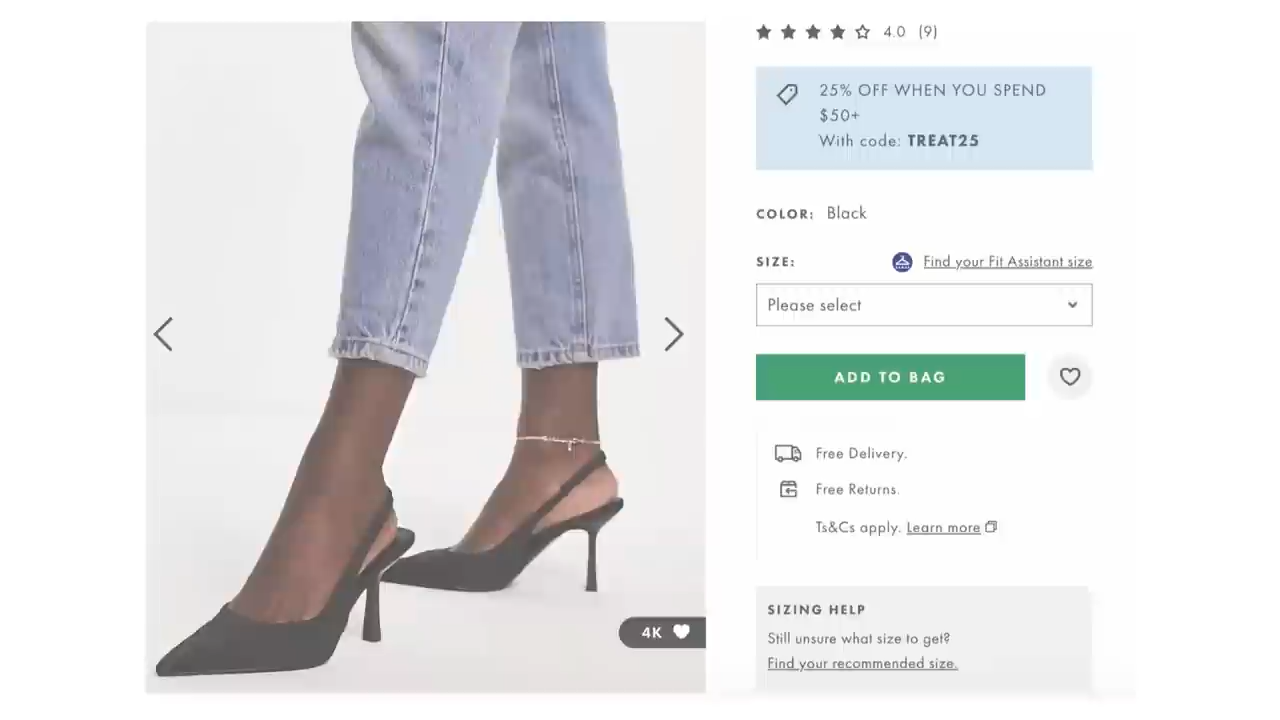 4.0 (9)
25% OFF WHEN YOU SPEND
$50+
With code: TREAT25
COLOR: Black
SIZE:
Find your Fit Assistant size
Please select
ADD TO BAG
Free Delivery.
Free Returns.
Ts&Cs apply. Learn more
4K
SIZING HELP
Still unsure what size to get?
Find your recommended size.